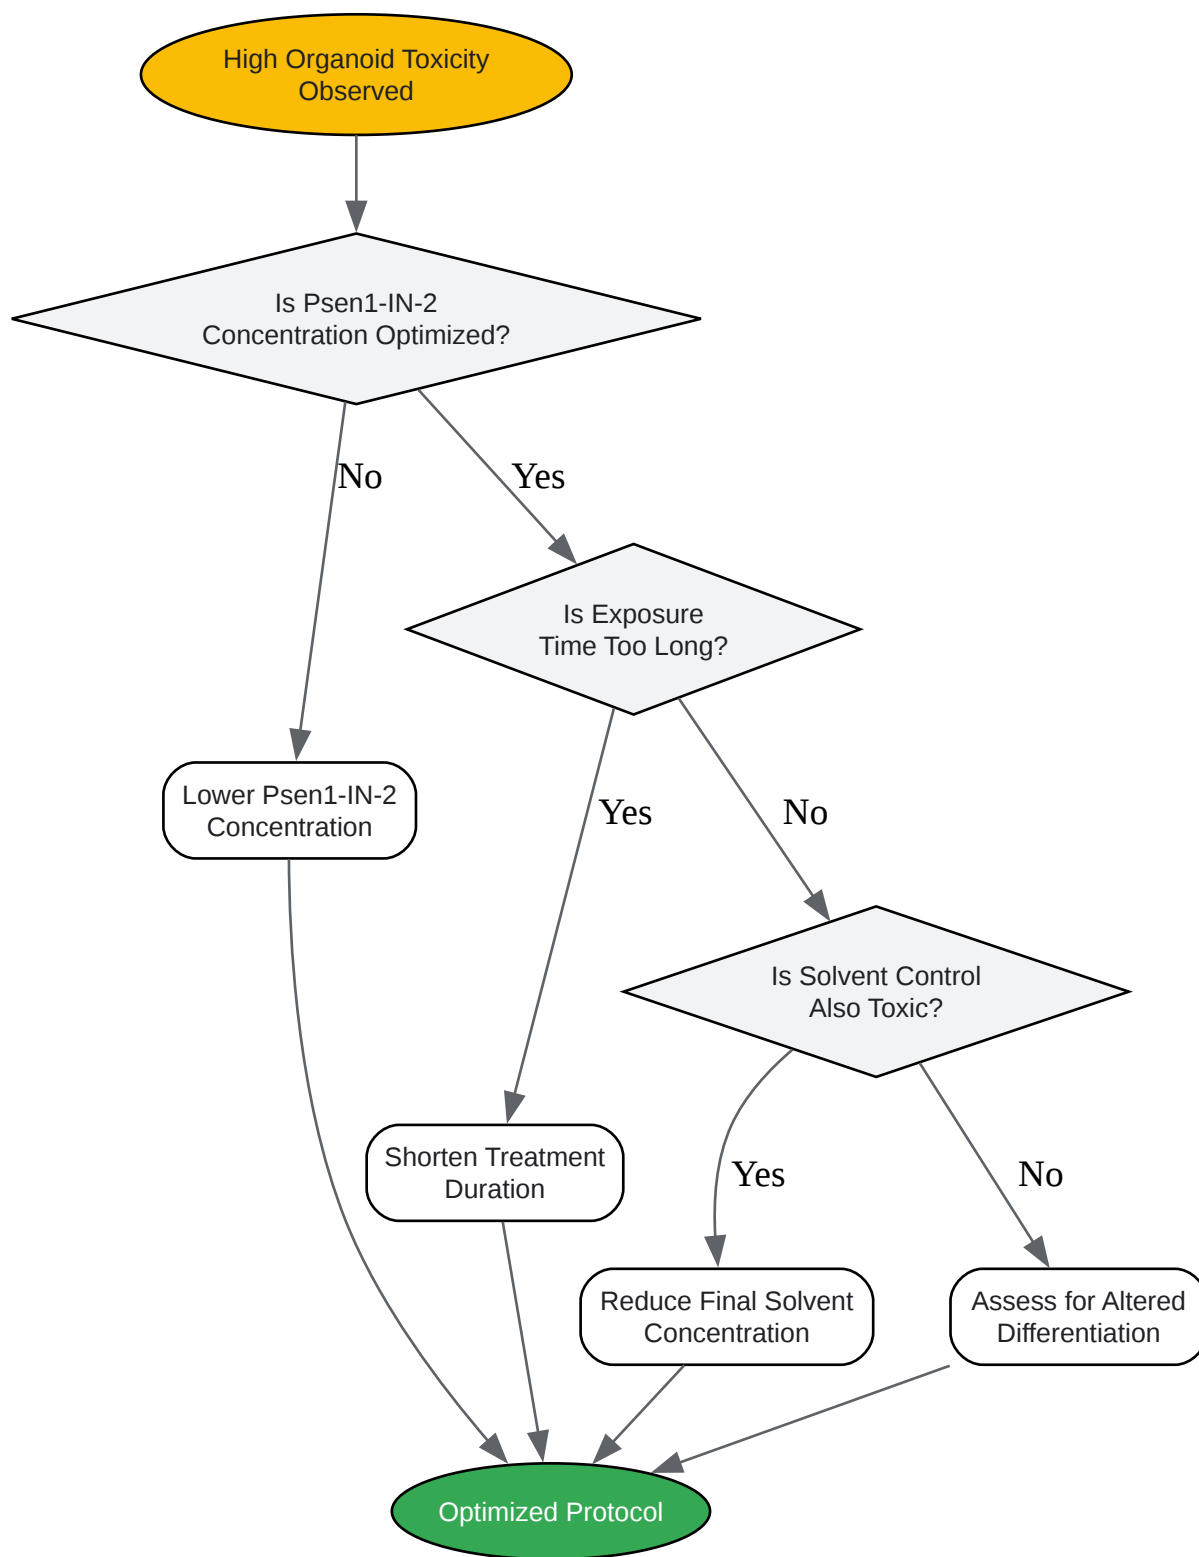 High Organoid Toxicity
Observed
Is Psen1-IN-2
Concentration Optimized?
No
Yes
Is Exposure
Time Too Long?
Lower Psen1-IN-2
Concentration
Yes
No
Is Solvent Control
Also Toxic?
Shorten Treatment
Duration
Yes
No
Reduce Final Solvent
Concentration
Assess for Altered
Differentiation
Optimized Protocol